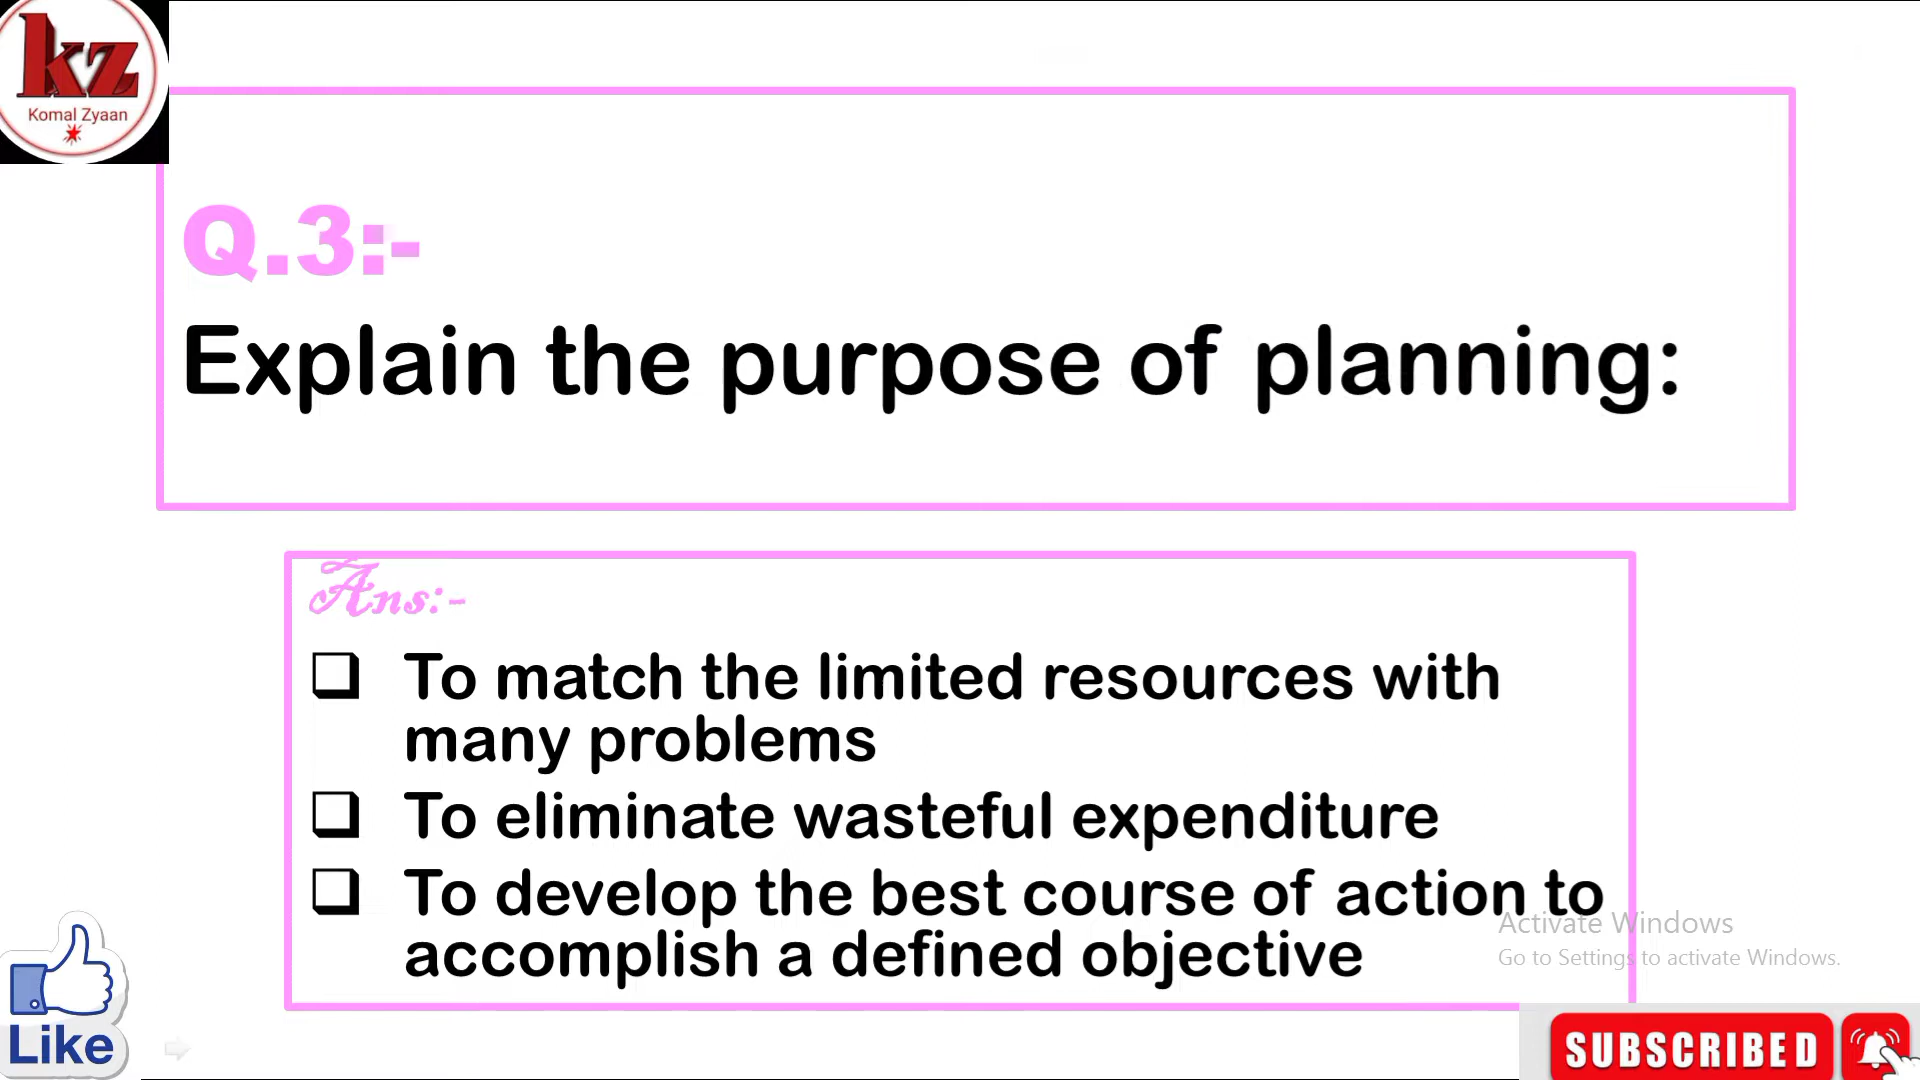 kz
Komal Zyaan
Q.3:-
Explain the purpose of planning:
Ans:-
❑ To match the limited resources with
many problems
❑ To eliminate wasteful expenditure
❑ To develop the best course of action to
accomplish a defined objective
Activate Windows
Go to Settings to activate Windows.
Like
SUBSCRIBED